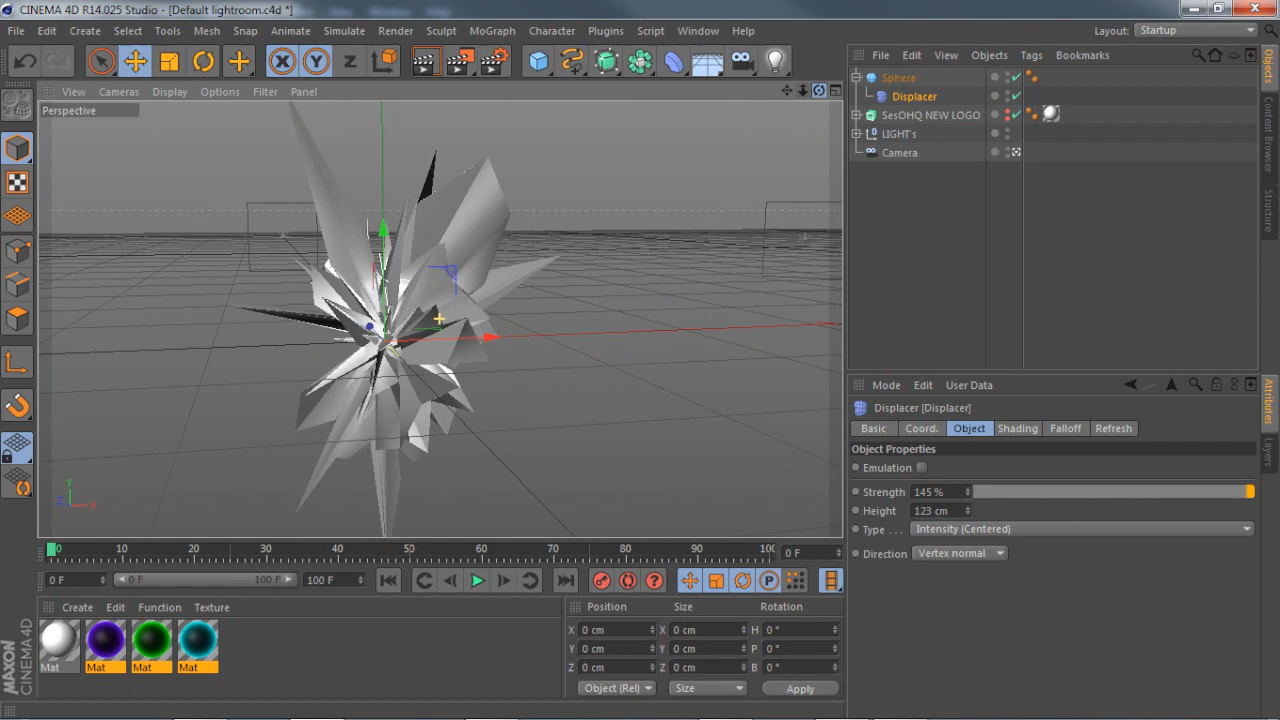 CINEMA 4D R14.025 Studio - [Default lightroom.c4d *]
File Edit Create Select Tools Mesh Snap Animate Simulate Render Sculpt MoGraph Character Plugins Script Window Help Layout: Startup
View Cameras Display Options Filter Panel
Perspective
Y
Z X
File Edit View Objects Tags Bookmarks
Sphere
Displacer
SesOHQ NEW LOGO
LIGHT's
Camera
Objects
Content Browser
Structure
Mode Edit User Data
Displacer [Displacer]
Basic Coord. Object Shading Falloff Refresh
Object Properties
Emulation
Strength 145 %
Height 123 cm
Type . . . Intensity (Centered)
Direction Vertex normal
Attributes
Layers
0 10 20 30 40 50 60 70 80 90 100 0 F
0 F 0 F 100 F 100 F
Create Edit Function Texture
Mat Mat Mat Mat
Position Size Rotation
X 0 cm X 0 cm H 0 °
Y 0 cm Y 0 cm P 0 °
Z 0 cm Z 0 cm B 0 °
Object (Rel) Size Apply
MAXON
CINEMA 4D